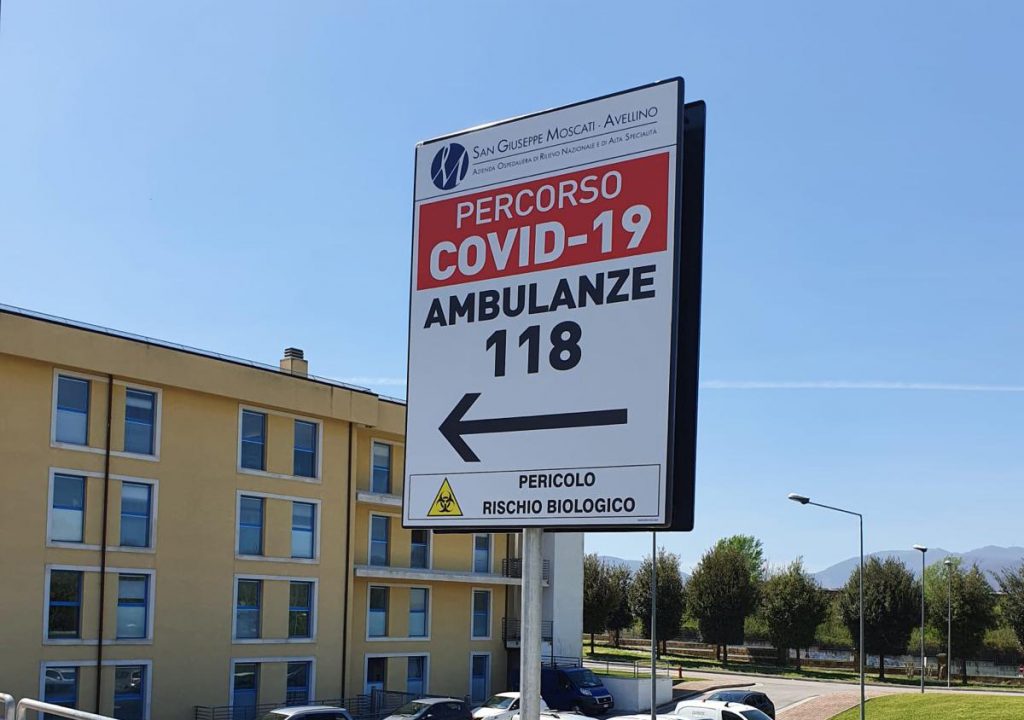 San Giuseppe Moscati - Avellino
Azienda Ospedaliera di Rilievo Nazionale e di Alta Specialità
PERCORSO
COVID-19
AMBULANZE
118
PERICOLO
RISCHIO BIOLOGICO